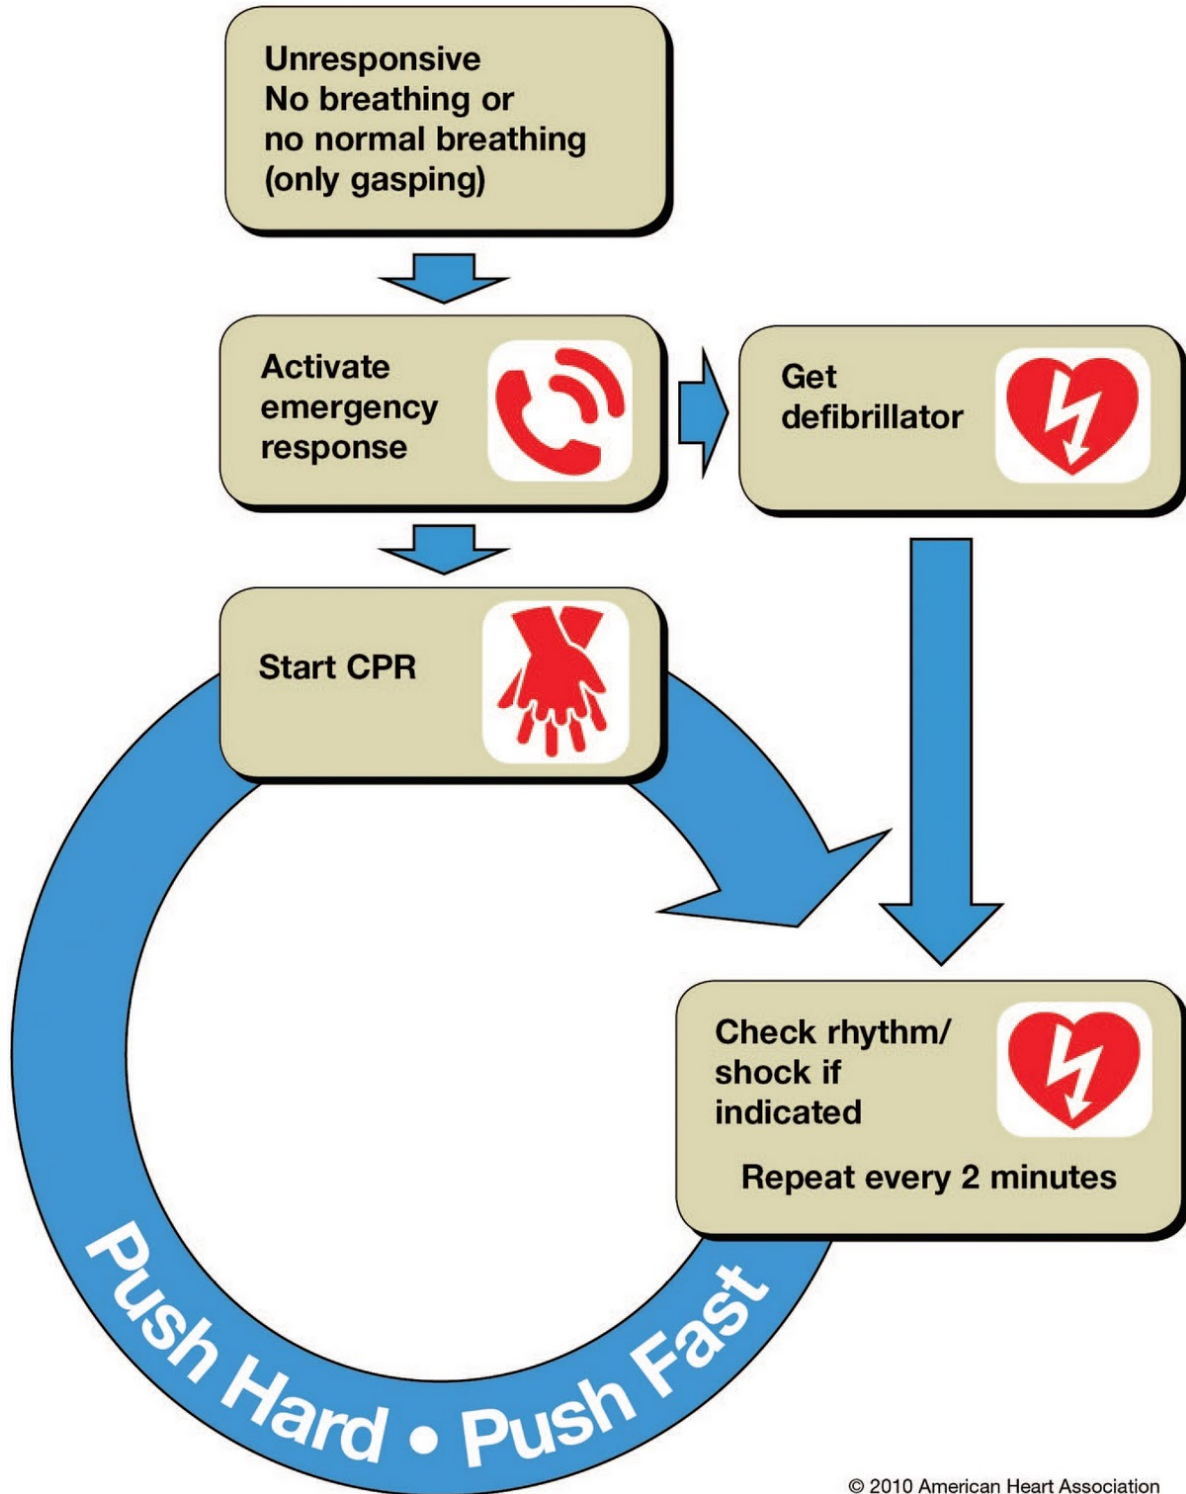 Unresponsive
No breathing or
no normal breathing
(only gasping)
Activate
emergency
response
Get
defibrillator
Start CPR
Check rhythm/
shock if
indicated
Repeat every 2 minutes
Push Hard • Push Fast
© 2010 American Heart Association